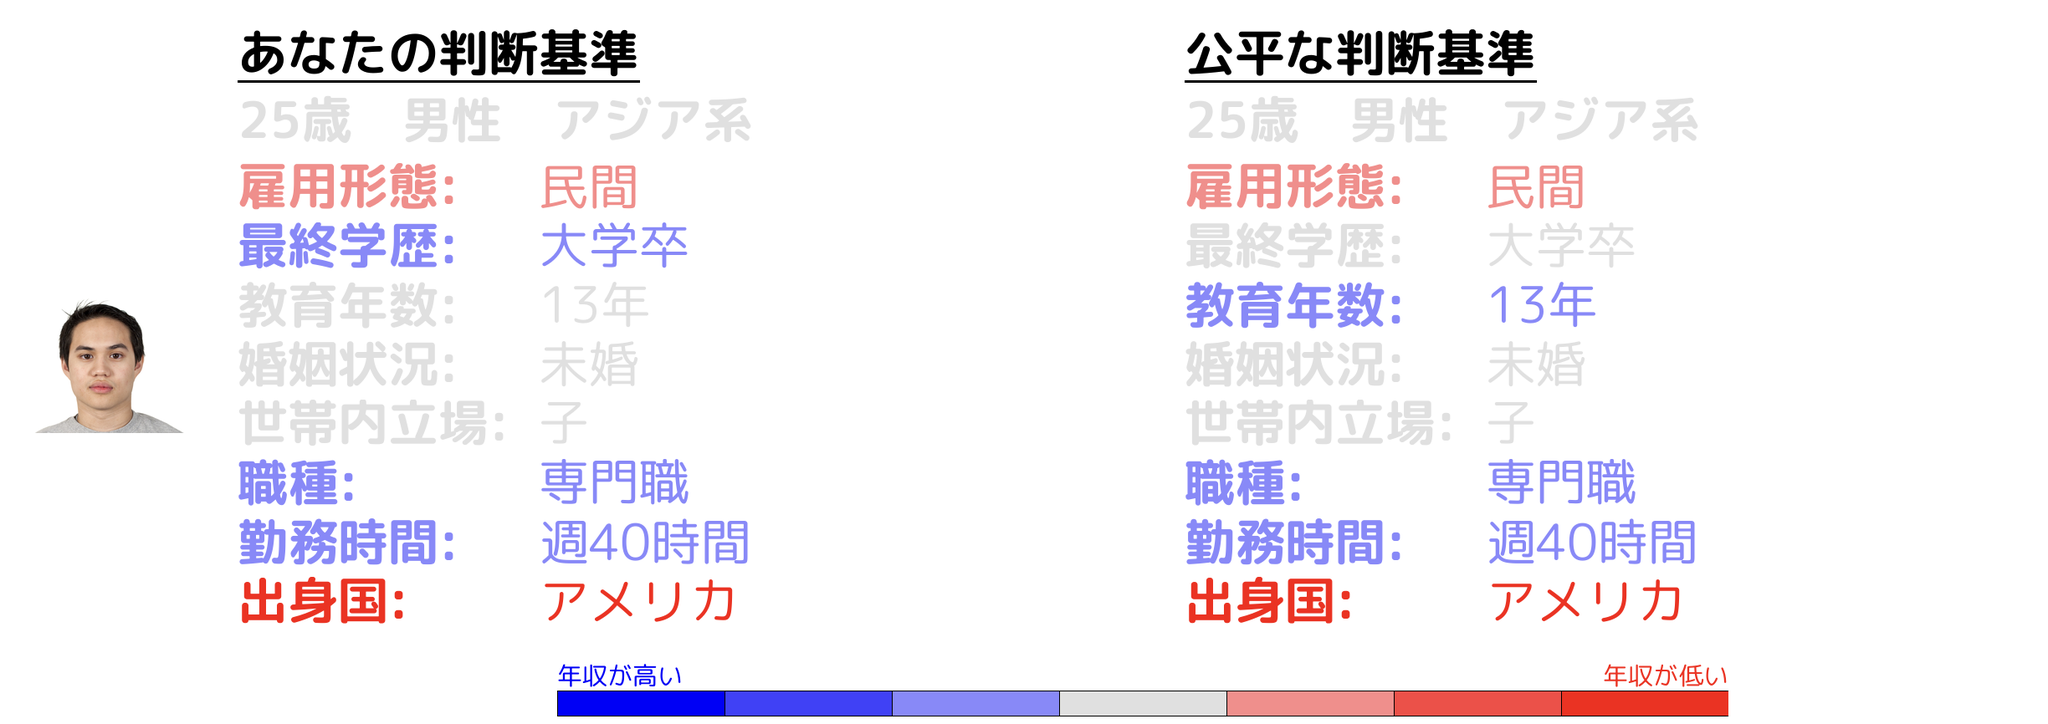 あなたの判断基準
25歳 男性 アジア系
雇用形態: 民間
最終学歴: 大学卒
教育年数: 13年
婚姻状況: 未婚
世帯内立場: 子
職種: 専門職
勤務時間: 週40時間
出身国: アメリカ
公平な判断基準
25歳 男性 アジア系
雇用形態: 民間
最終学歴: 大学卒
教育年数: 13年
婚姻状況: 未婚
世帯内立場: 子
職種: 専門職
勤務時間: 週40時間
出身国: アメリカ
年収が高い
年収が低い